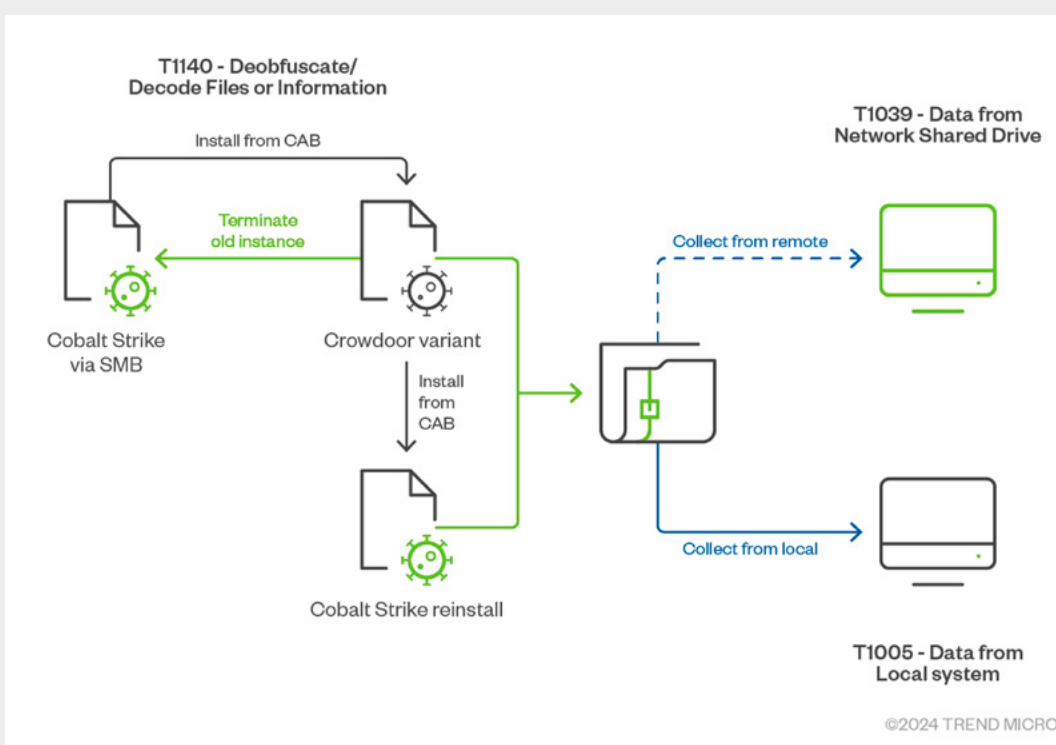 T1140 - Deobfuscate/
Decode Files or Information
Install from CAB
T1039 - Data from
Network Shared Drive
Terminate
old instance
Collect from remote
Cobalt Strike
via SMB
Crowdoor variant
Install
from
CAB
Collect from local
Cobalt Strike reinstall
T1005 - Data from
Local system
©2024 TREND MICRO